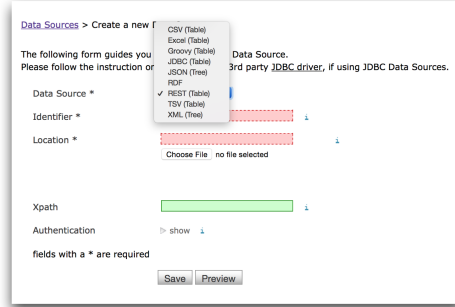 Data Sources > Create a new
CSV (Table)
Excel (Table)
Groovy (Table)
JDBC (Table)
JSON (Tree)
RDF
✓ REST (Table)
TSV (Table)
XML (Tree)
The following form guides you Data Source.
Please follow the instruction on 3rd party JDBC driver, if using JDBC Data Sources.
Data Source *
Identifier * i
Location * i
Choose File no file selected
Xpath i
Authentication ▷ show i
fields with a * are required
Save Preview